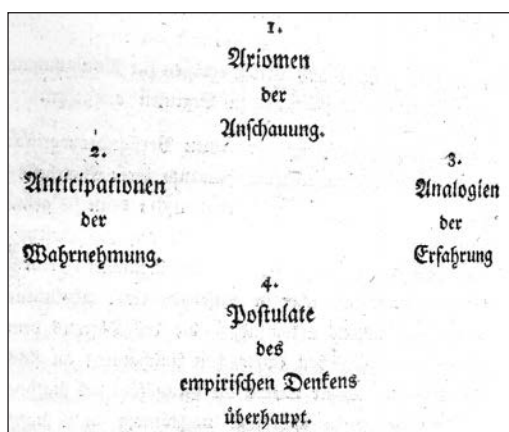 1.
Axiomen
der
Anschauung.
2.
Anticipationen
der
Wahrnehmung.
3.
Analogien
der
Erfahrung
4.
Postulate
des
empirischen Denkens
überhaupt.